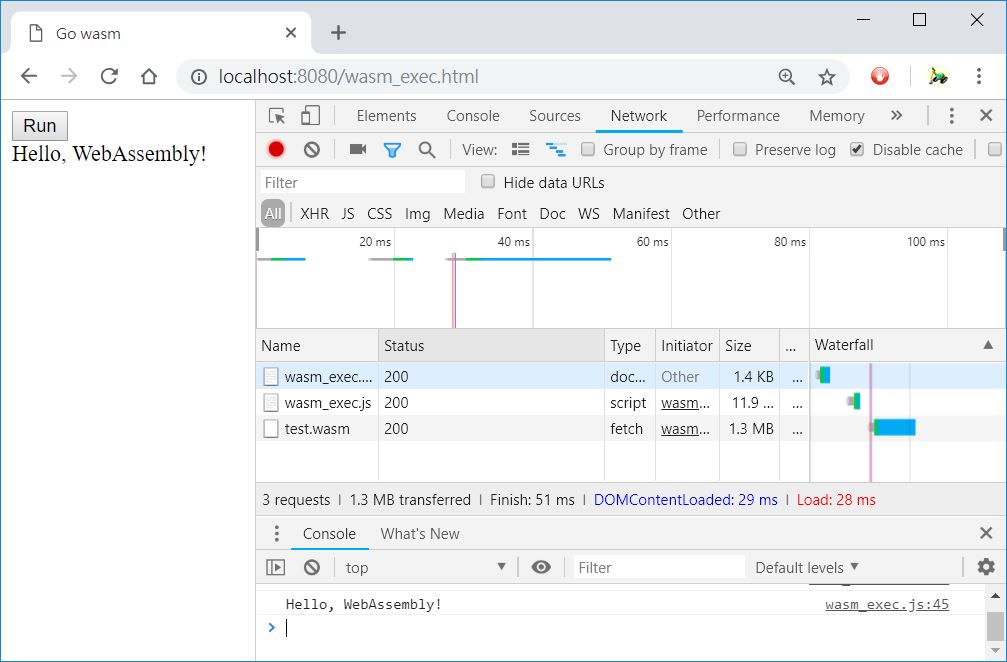 Go wasm
localhost:8080/wasm_exec.html
Run
Hello, WebAssembly!
Elements Console Sources Network Performance Memory
View: Group by frame Preserve log Disable cache
Filter Hide data URLs
All XHR JS CSS Img Media Font Doc WS Manifest Other
20 ms 40 ms 60 ms 80 ms 100 ms
Name Status Type Initiator Size ... Waterfall
wasm_exec.... 200 doc... Other 1.4 KB ...
wasm_exec.js 200 script wasm... 11.9 ... ...
test.wasm 200 fetch wasm... 1.3 MB ...
3 requests | 1.3 MB transferred | Finish: 51 ms | DOMContentLoaded: 29 ms | Load: 28 ms
Console What's New
top Filter Default levels
Hello, WebAssembly! wasm_exec.js:45